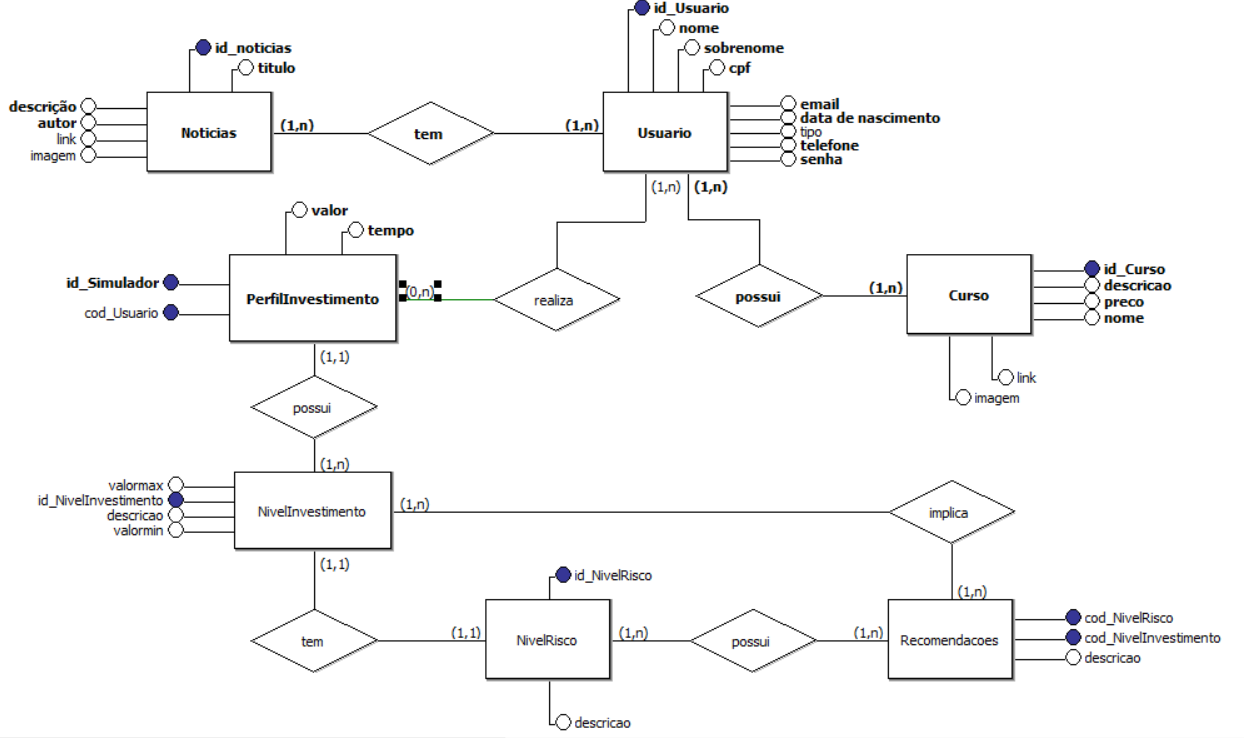 id_Usuario
nome
sobrenome
cpf
id_noticias
titulo
descrição
autor
link
imagem
Noticias
(1,n)
tem
(1,n)
Usuario
email
data de nascimento
tipo
telefone
senha
(1,n)
(1,n)
valor
tempo
id_Simulador
cod_Usuario
PerfilInvestimento
(0,n)
realiza
possui
(1,n)
Curso
id_Curso
descricao
preco
nome
link
imagem
(1,1)
possui
(1,n)
valormax
id_NivelInvestimento
descricao
valormin
NivelInvestimento
(1,n)
implica
(1,1)
(1,n)
tem
(1,1)
id_NivelRisco
NivelRisco
(1,n)
possui
(1,n)
Recomendacoes
cod_NivelRisco
cod_NivelInvestimento
descricao
descricao